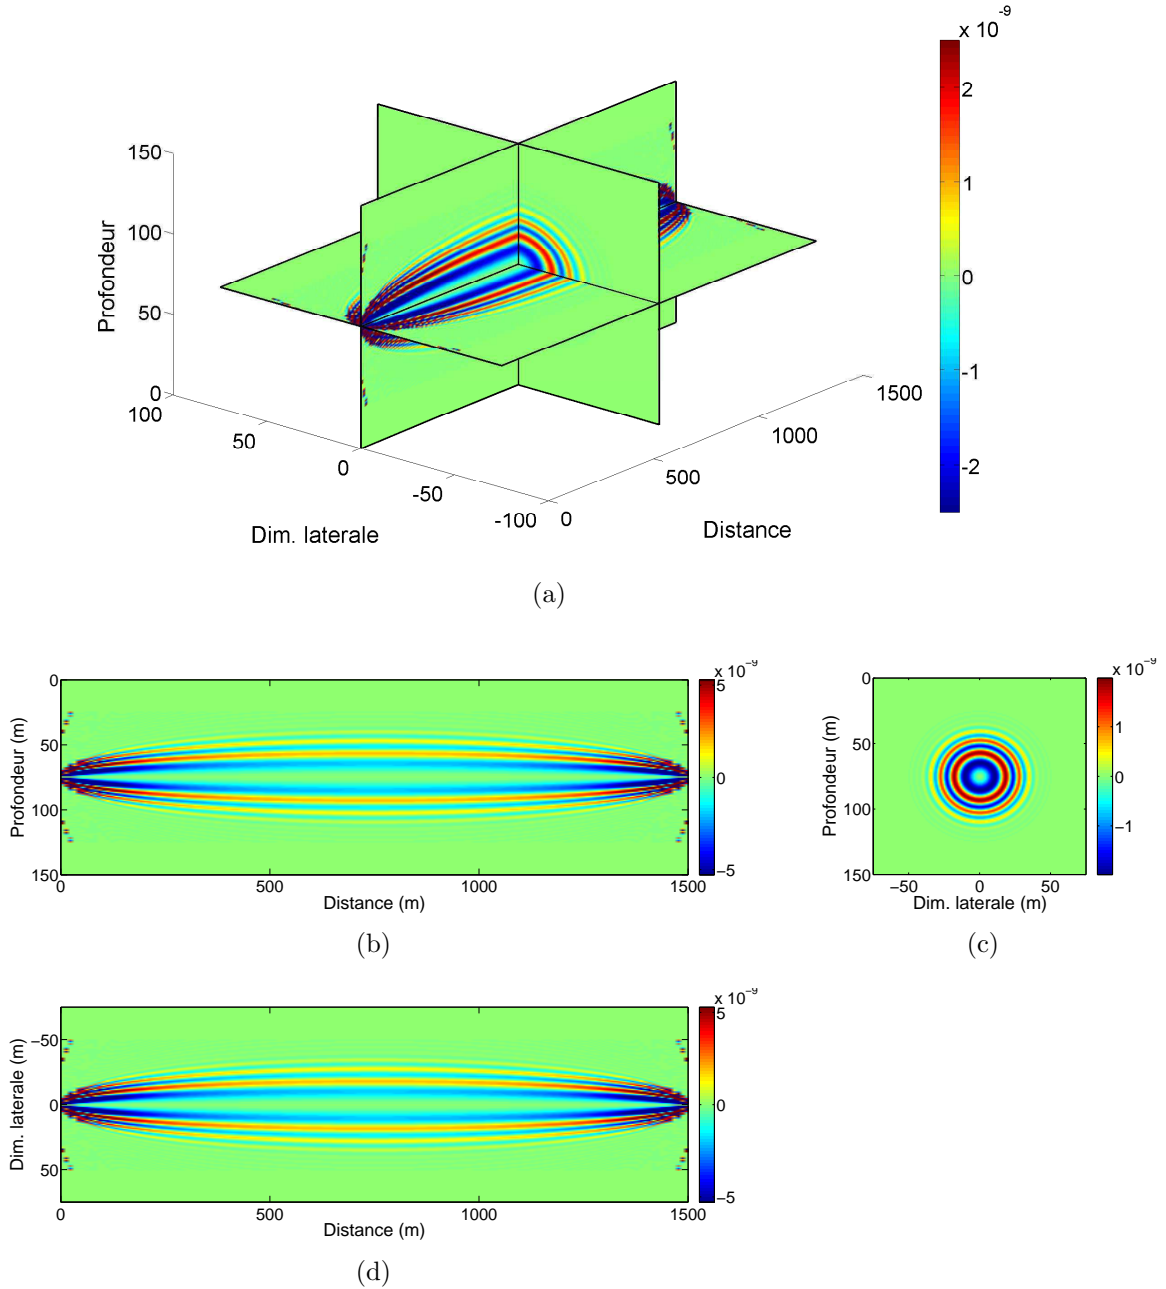 x 10^-9
150
100
50
0
Profondeur
100
50
0
-50
-100
Dim. laterale
0
500
1000
1500
Distance
2
1
0
-1
-2
(a)
0
50
100
150
Profondeur (m)
0
500
1000
1500
Distance (m)
x 10^-9
5
0
−5
(b)
0
50
100
150
Profondeur (m)
−50
0
50
Dim. laterale (m)
x 10^-9
1
0
−1
(c)
−50
0
50
Dim. laterale (m)
0
500
1000
1500
Distance (m)
x 10^-9
5
0
−5
(d)